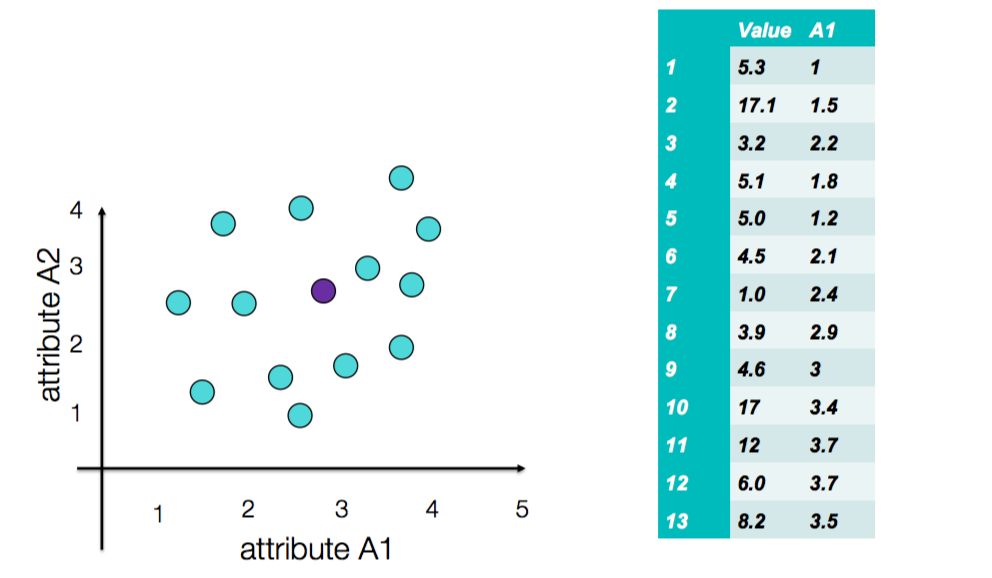 4
3
2
1
attribute A2
1 2 3 4 5
attribute A1
Value A1
1 5.3 1
2 17.1 1.5
3 3.2 2.2
4 5.1 1.8
5 5.0 1.2
6 4.5 2.1
7 1.0 2.4
8 3.9 2.9
9 4.6 3
10 17 3.4
11 12 3.7
12 6.0 3.7
13 8.2 3.5